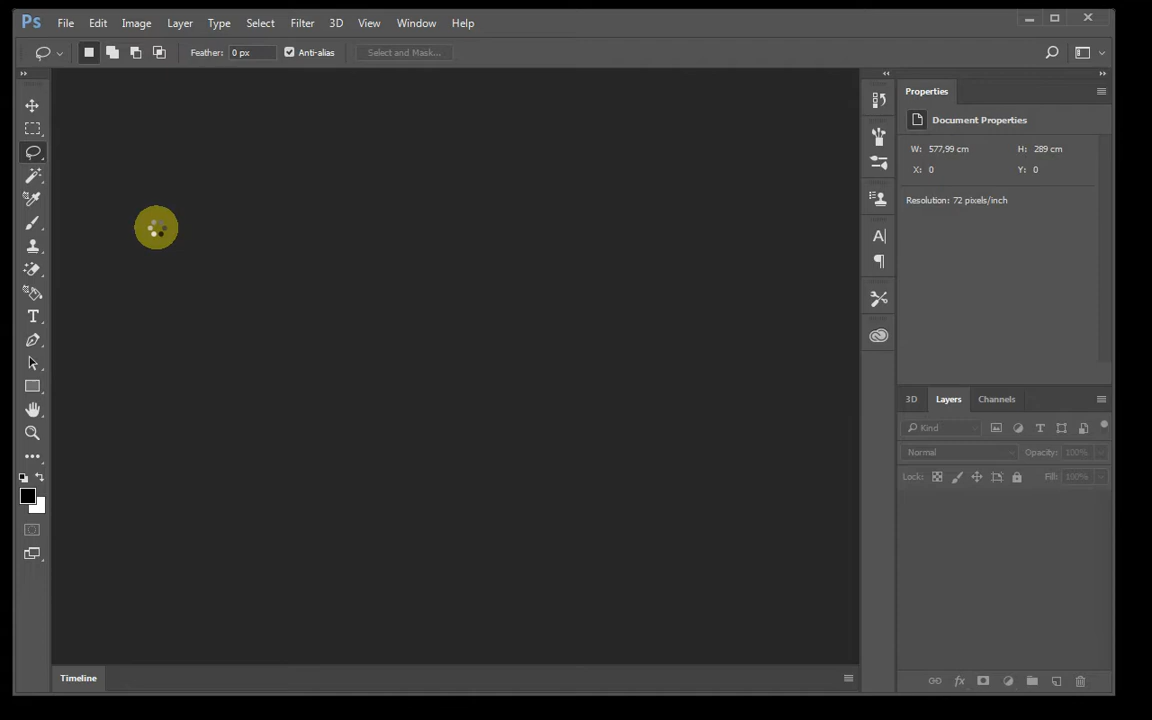 Ps File Edit Image Layer Type Select Filter 3D View Window Help
Feather: 0 px Anti-alias Select and Mask...
Properties
Document Properties
W: 577,99 cm H: 289 cm
X: 0 Y: 0
Resolution: 72 pixels/inch
3D Layers Channels
Kind
Normal Opacity: 100%
Lock: Fill: 100%
Timeline